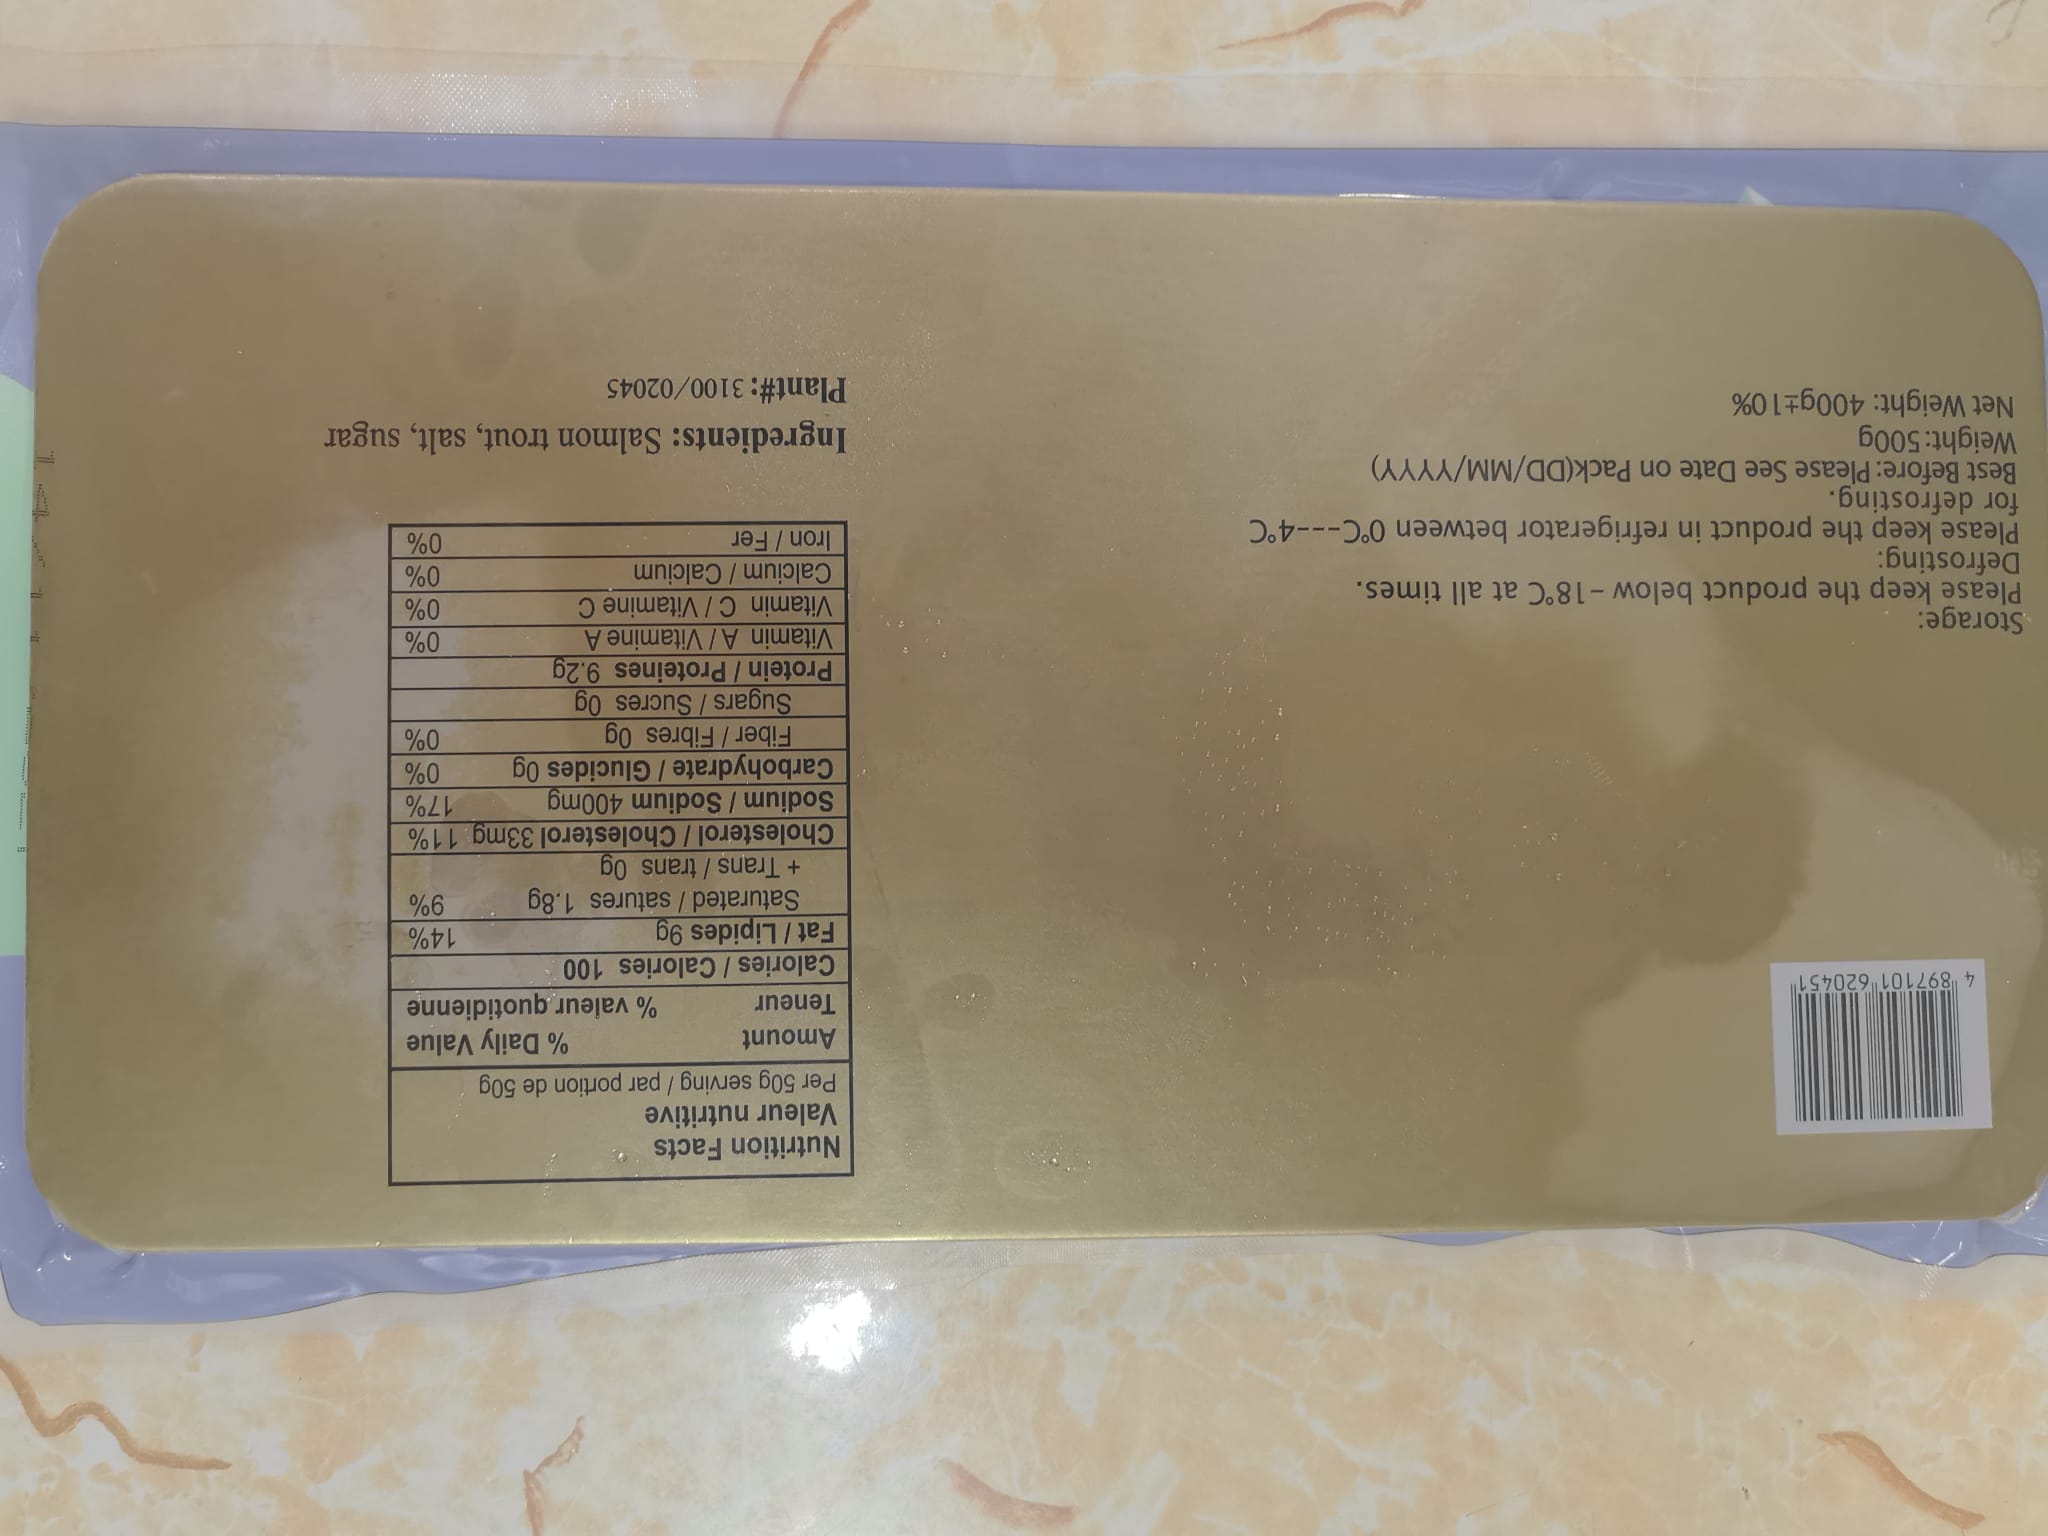 Nutrition Facts
Valeur nutritive
Per 50g serving / par portion de 50g
Amount % Daily Value
Teneur % valeur quotidienne
Calories / Calories 100
Fat / Lipides 9g 14%
Saturated / satures 1.8g 9%
+ Trans / trans 0g
Cholesterol / Cholesterol 33mg 11%
Sodium / Sodium 400mg 17%
Carbohydrate / Glucides 0g 0%
Fiber / Fibres 0g 0%
Sugars / Sucres 0g
Protein / Proteines 9.2g
Vitamin A / Vitamine A 0%
Vitamin C / Vitamine C 0%
Calcium / Calcium 0%
Iron / Fer 0%
Ingredients: Salmon trout, salt, sugar
Plant#: 3100/02045
4 897101 620451
Storage:
Please keep the product below -18℃ at all times.
Defrosting:
Please keep the product in refrigerator between 0℃---4℃
for defrosting.
Best Before: Please See Date on Pack(DD/MM/YYYY)
Weight:500g
Net Weight: 400g±10%